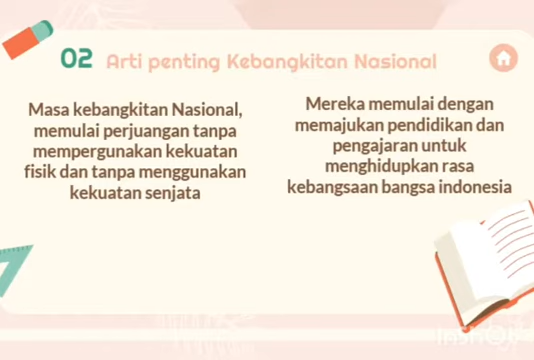 02 Arti penting Kebangkitan Nasional
Masa kebangkitan Nasional,
memulai perjuangan tanpa
mempergunakan kekuatan
fisik dan tanpa menggunakan
kekuatan senjata
Mereka memulai dengan
memajukan pendidikan dan
pengajaran untuk
menghidupkan rasa
kebangsaan bangsa indonesia
InShOt